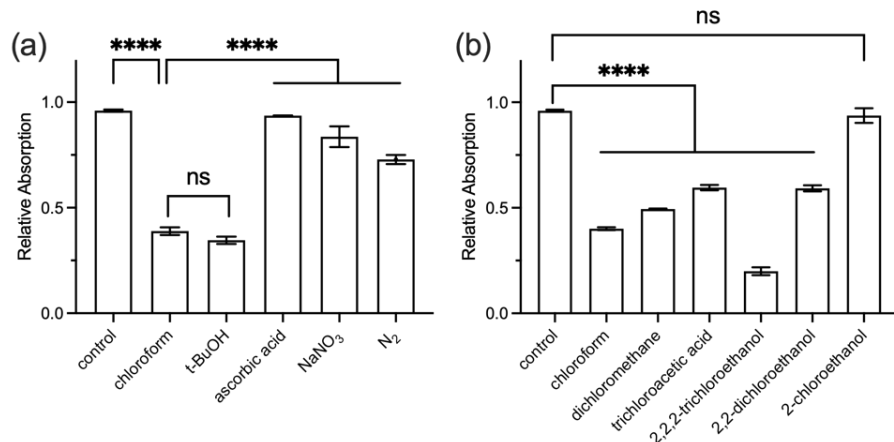 (a)
****
****
ns
Relative Absorption
1.0
0.5
0.0
control
chloroform
t-BuOH
ascorbic acid
NaNO₃
N₂
(b)
ns
****
Relative Absorption
1.0
0.5
0.0
control
chloroform
dichloromethane
trichloroacetic acid
2,2,2-trichloroethanol
2,2-dichloroethanol
2-chloroethanol